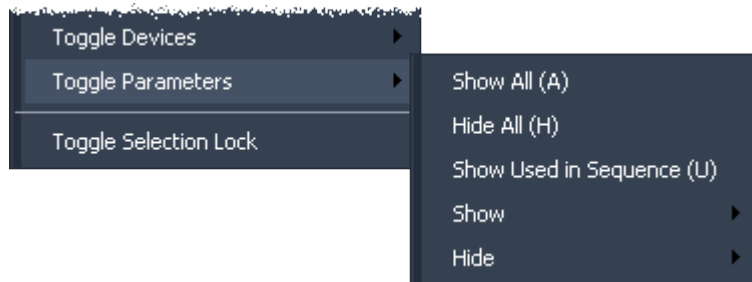 Toggle Devices
Toggle Parameters
Toggle Selection Lock
Show All (A)
Hide All (H)
Show Used in Sequence (U)
Show
Hide